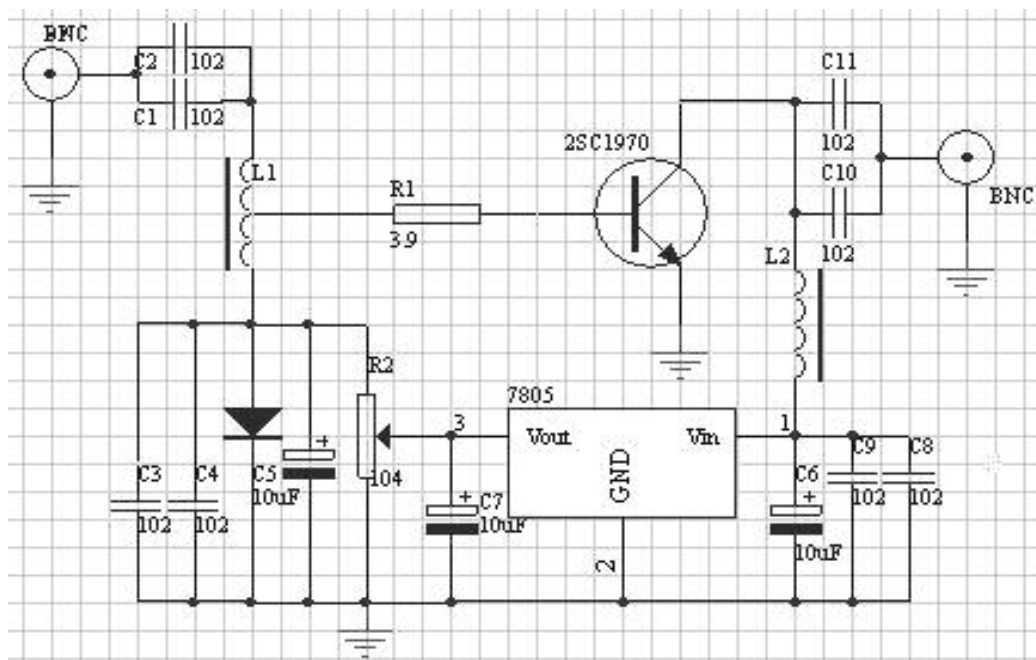 BNC
C2
102
C1
102
L1
R1
39
2SC1970
C11
102
C10
102
BNC
L2
R2
104
7805
3
Vout
Vin
1
GND
2
C3
102
C4
102
C5
10uF
C7
10uF
C6
10uF
C9
102
C8
102